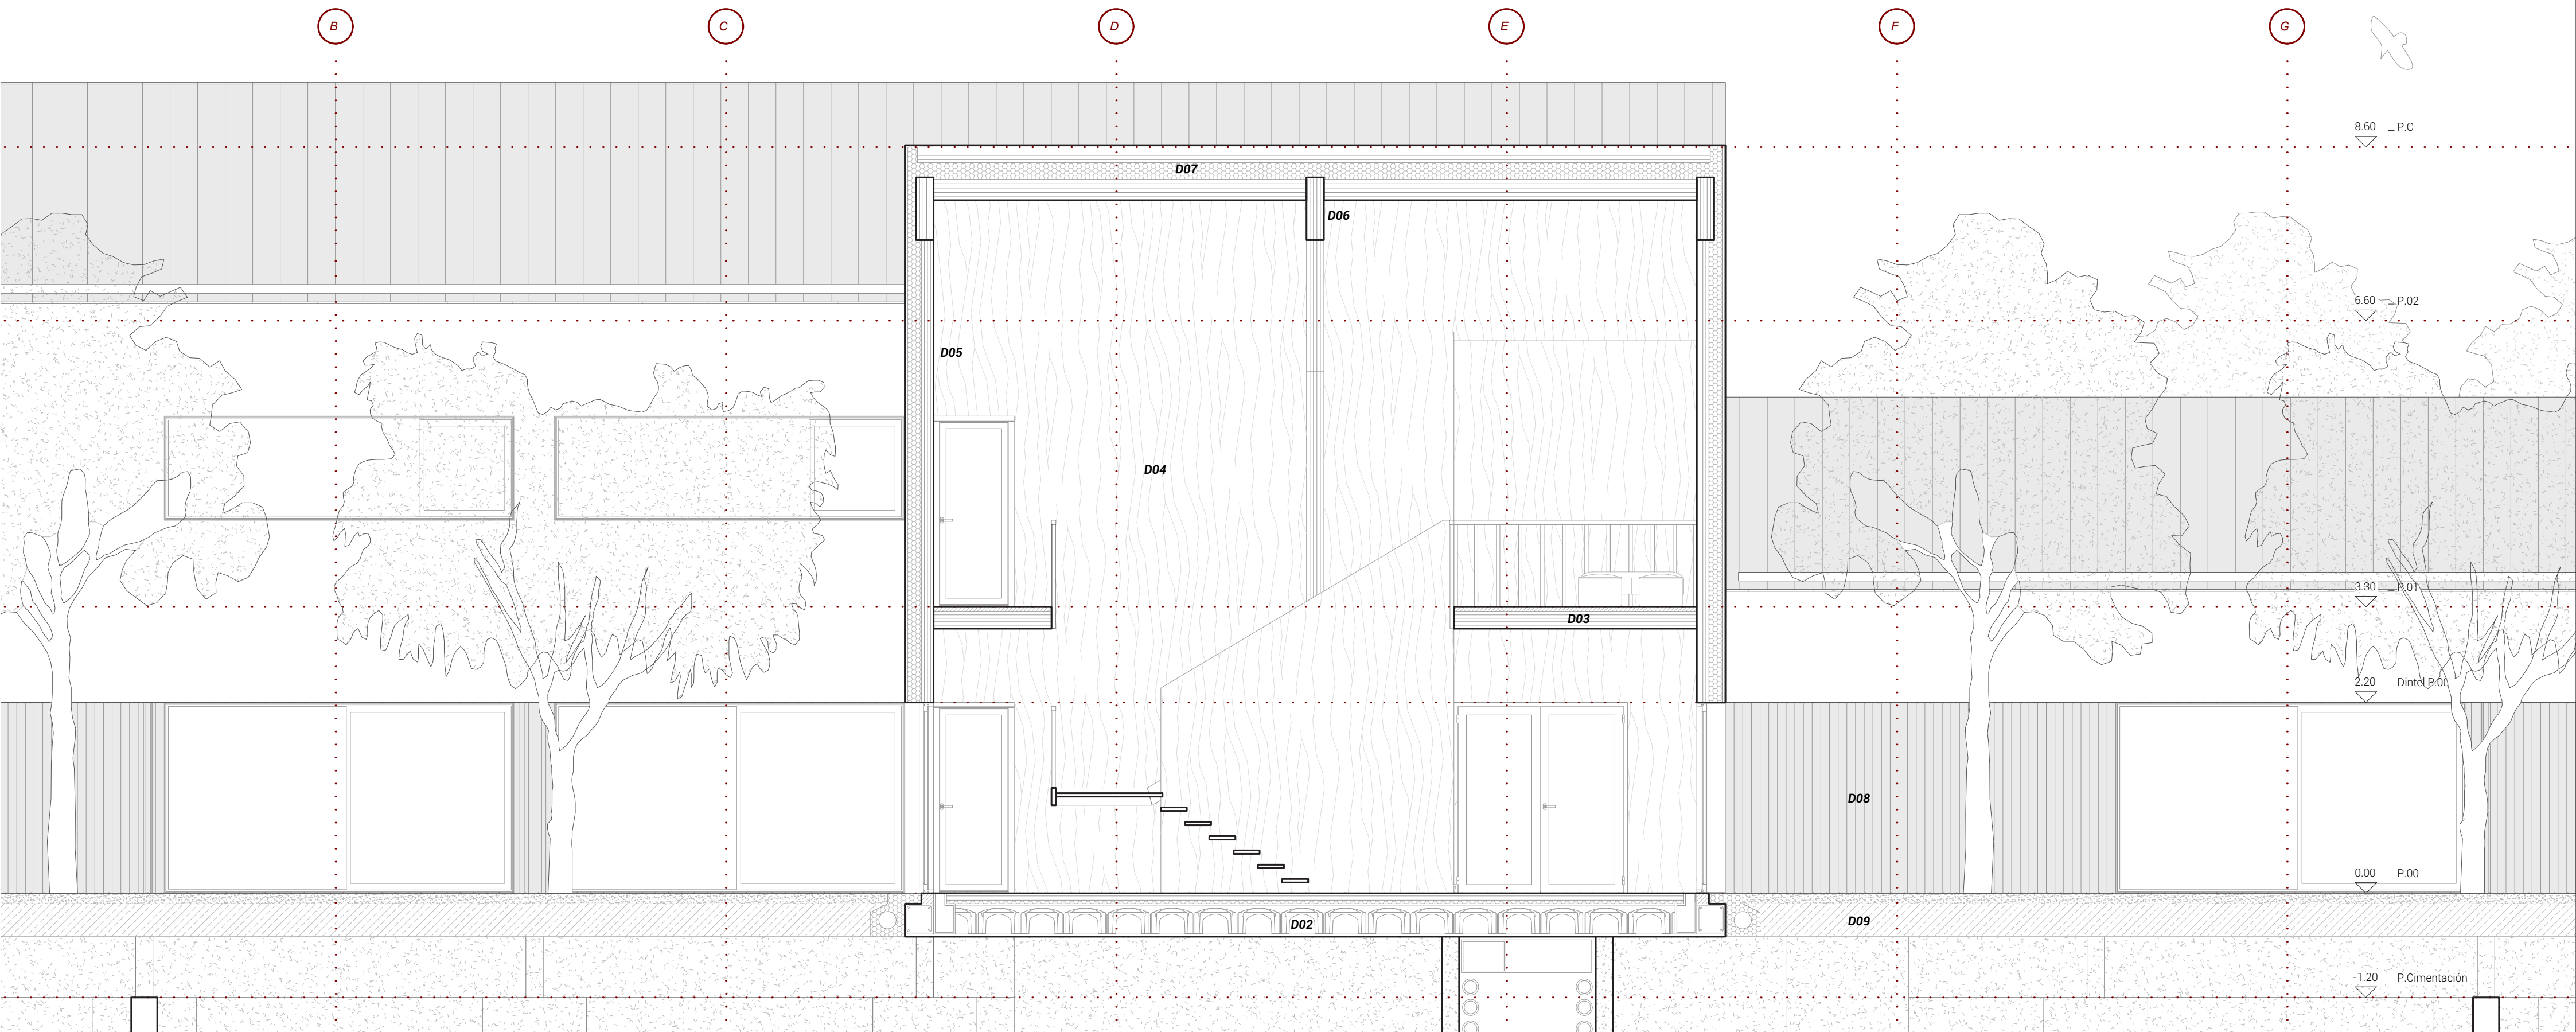 B C D E F G
8.60 _ P.C
D07
D06
6.60 _ P.02
D05
D04
3.30 _ P.01
D03
2.20 Dintel P.00
D08
0.00 P.00
D02
D09
-1.20 P.Cimentación